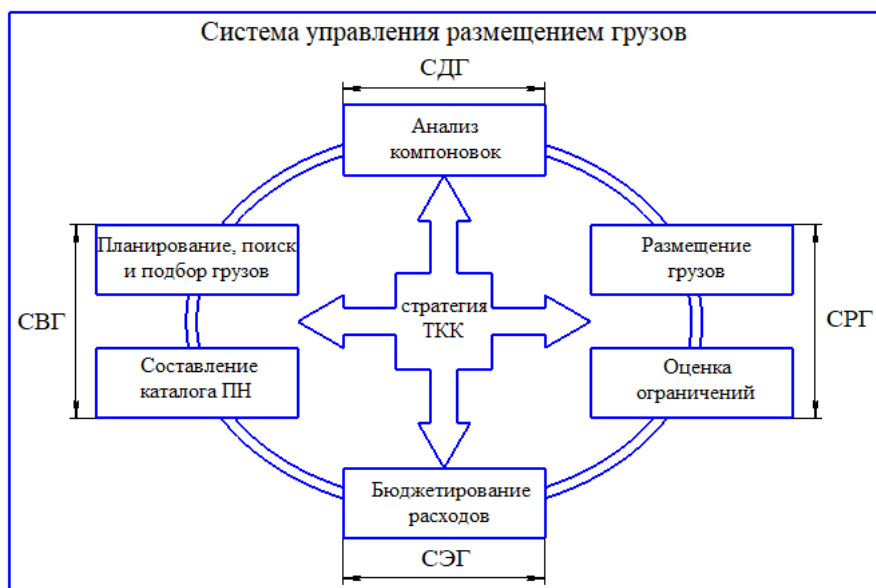 Система управления размещением грузов
СДГ
Анализ
компоновок
Планирование, поиск
и подбор грузов
Размещение
грузов
СВГ
стратегия
ТКК
СРГ
Составление
каталога ПН
Оценка
ограничений
Бюджетирование
расходов
СЭГ